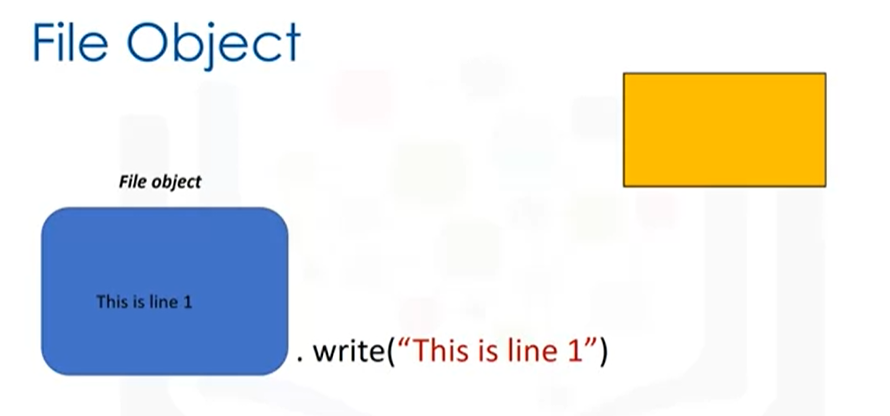 File Object
File object
This is line 1
. write(“This is line 1”)